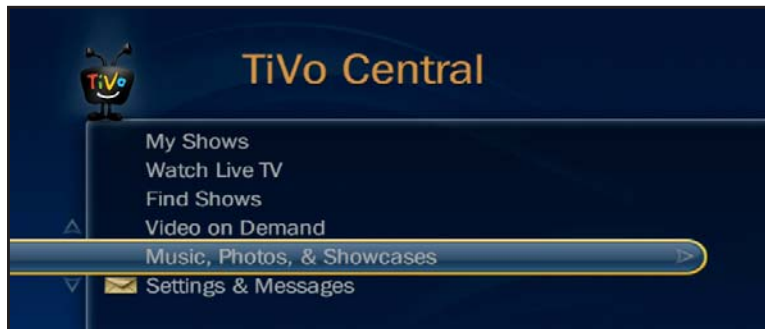 TiVo
TiVo Central
My Shows
Watch Live TV
Find Shows
Video on Demand
Music, Photos, & Showcases
Settings & Messages